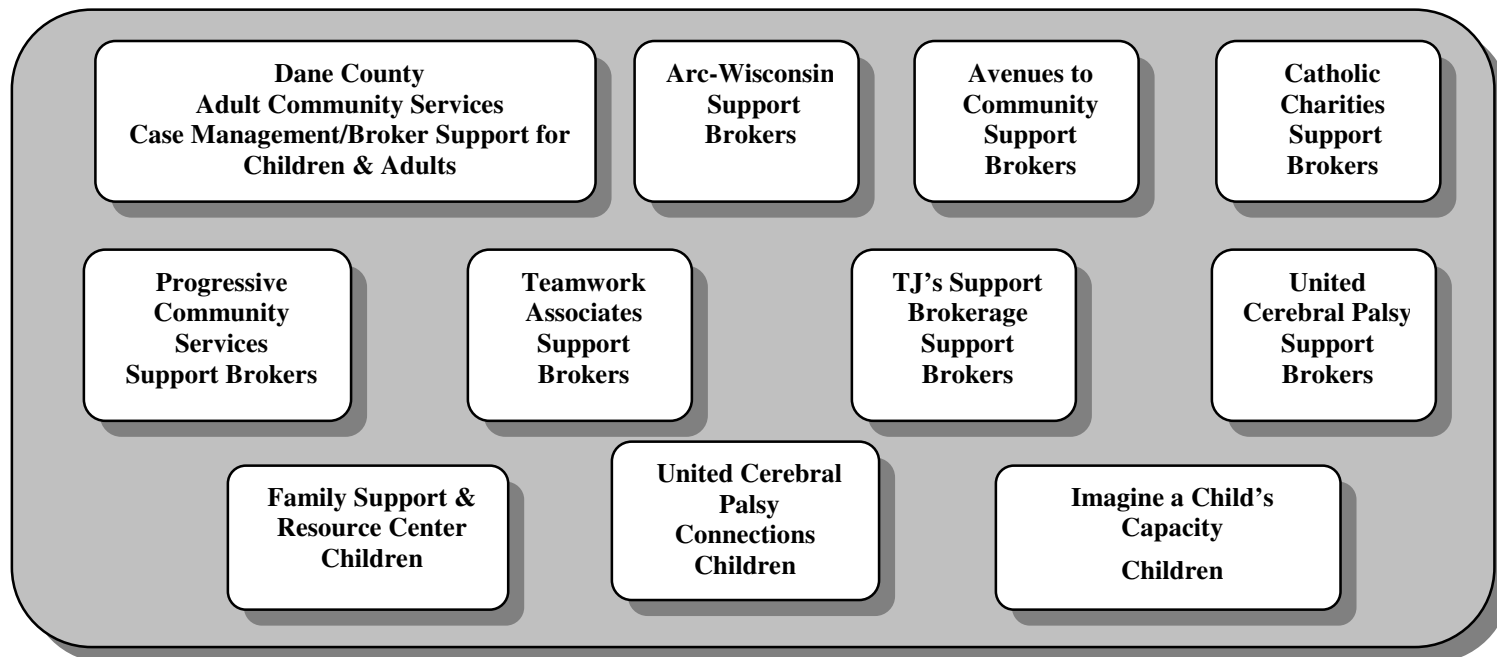 Dane County
Adult Community Services
Case Management/Broker Support for
Children & Adults
Arc-Wisconsin
Support
Brokers
Avenues to
Community
Support
Brokers
Catholic
Charities
Support
Brokers
Progressive
Community
Services
Support Brokers
Teamwork
Associates
Support
Brokers
TJ’s Support
Brokerage
Support
Brokers
United
Cerebral Palsy
Support
Brokers
Family Support &
Resource Center
Children
United Cerebral
Palsy
Connections
Children
Imagine a Child’s
Capacity
Children